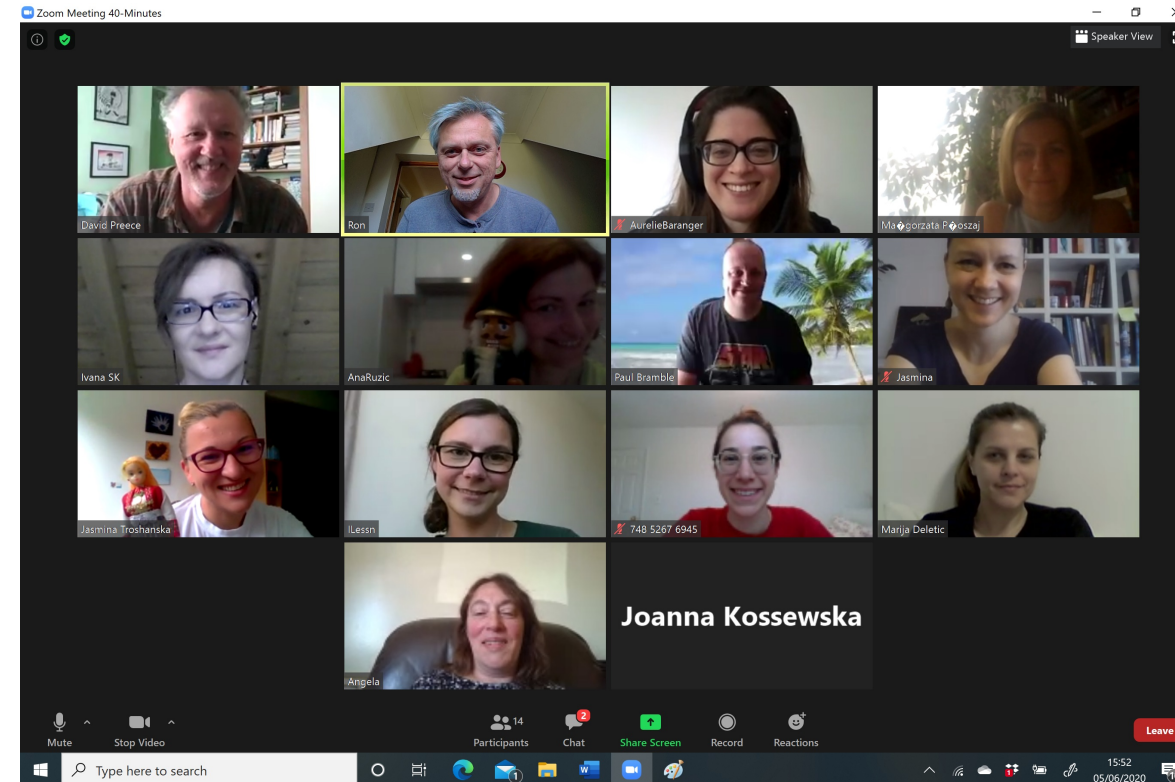 Zoom Meeting 40-Minutes
Speaker View
David Preece
Ron
AurelieBaranger
Ma�gorzata P�oszaj
Ivana SK
AnaRuzic
Paul Bramble
Jasmina
Jasmina Troshanska
ILessn
748 5267 6945
Marija Deletic
Angela
Joanna Kossewska
Mute
Stop Video
14
Participants
2
Chat
Share Screen
Record
Reactions
Leave
Type here to search
1
W
15:52
05/06/2020